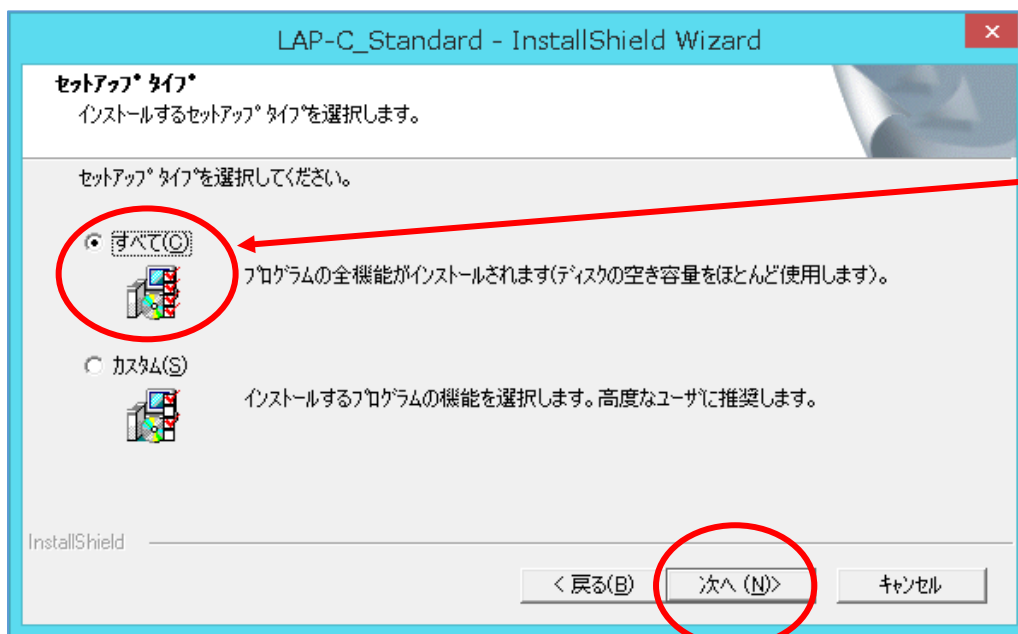 LAP-C_Standard - InstallShield Wizard
セットアップ タイプ
インストールするセットアップ タイプを選択します。
セットアップ タイプを選択してください。
すべて(C)
プログラムの全機能がインストールされます(ディスクの空き容量をほとんど使用します)。
カスタム(S)
インストールするプログラムの機能を選択します。高度なユーザに推奨します。
InstallShield
< 戻る(B) 次へ (N)> キャンセル